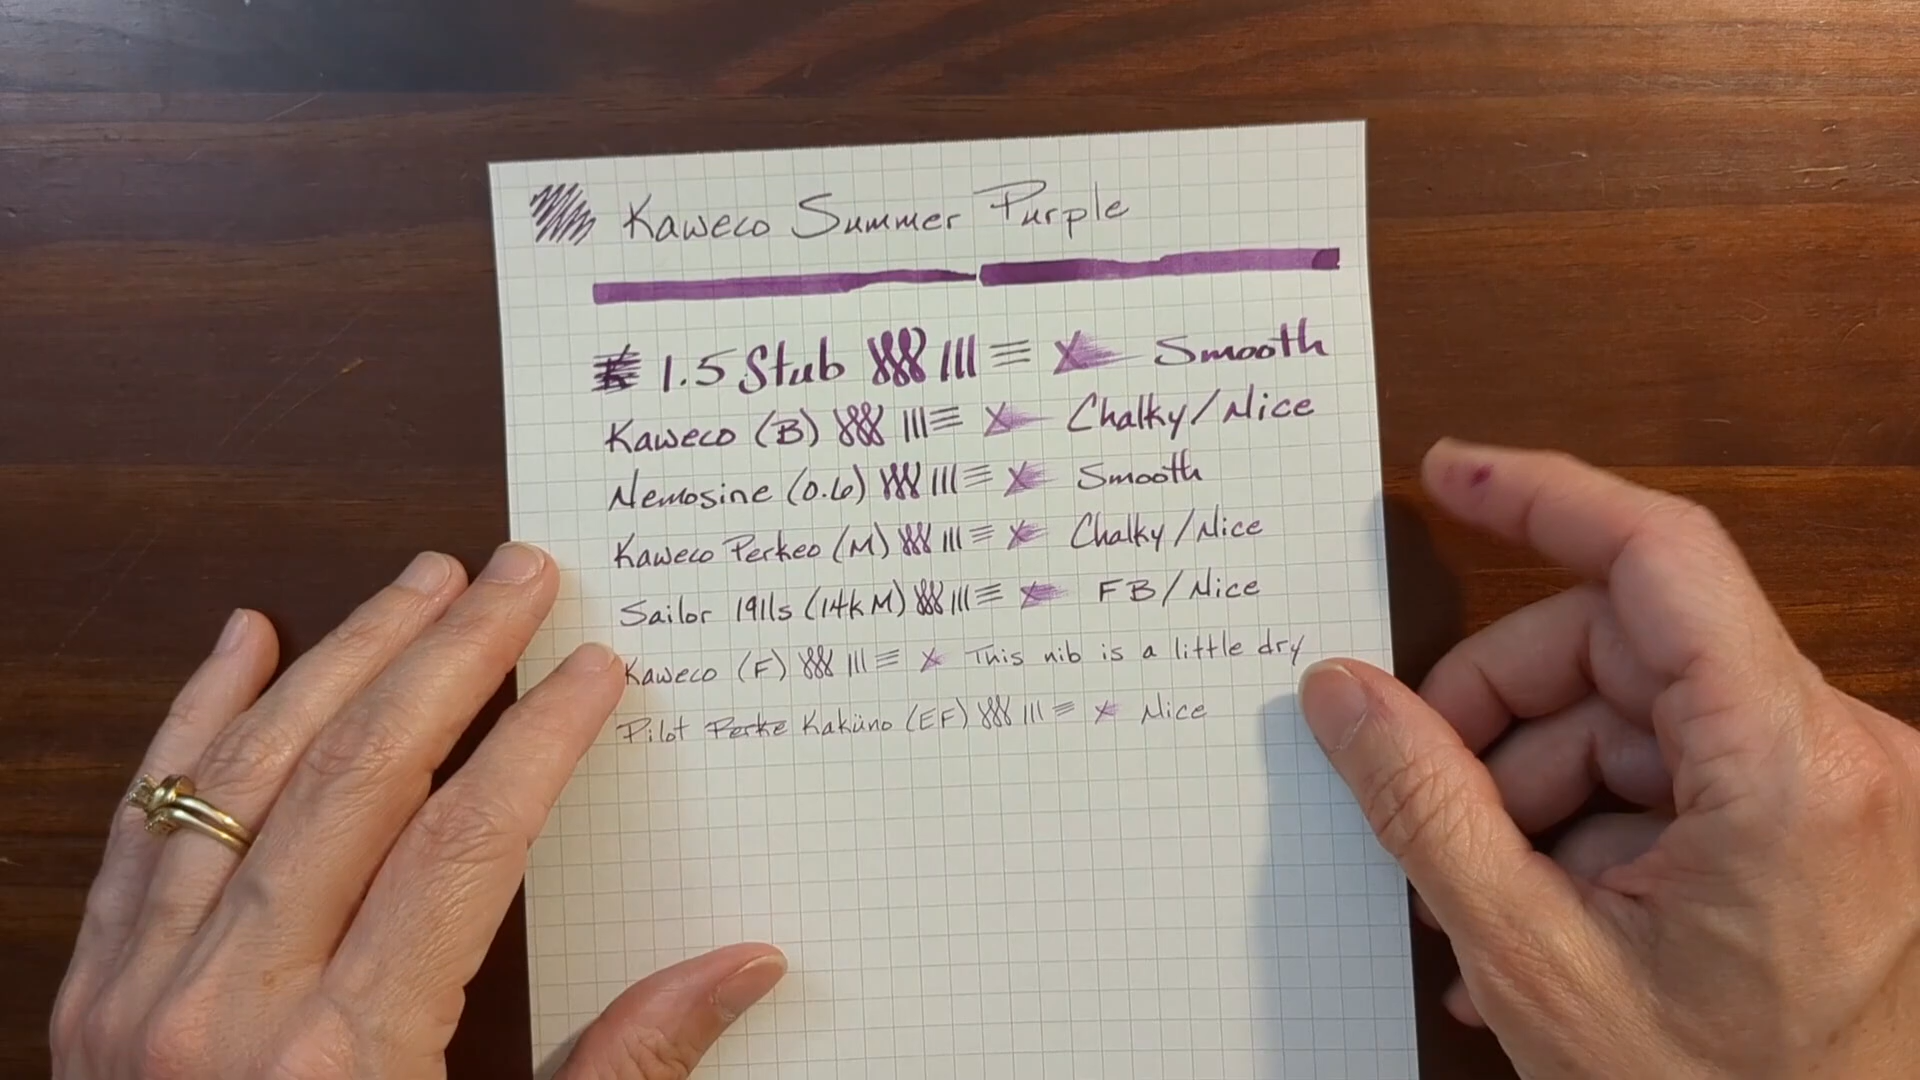 Kaweco Summer Purple
1.5 Stub Smooth
Kaweco (B) Chalky/Nice
Nemosine (0.6) Smooth
Kaweco Perkeo (M) Chalky/Nice
Sailor 1911s (14k M) FB/Nice
Kaweco (F) This nib is a little dry
Pilot Perke Kaküno (EF) Nice